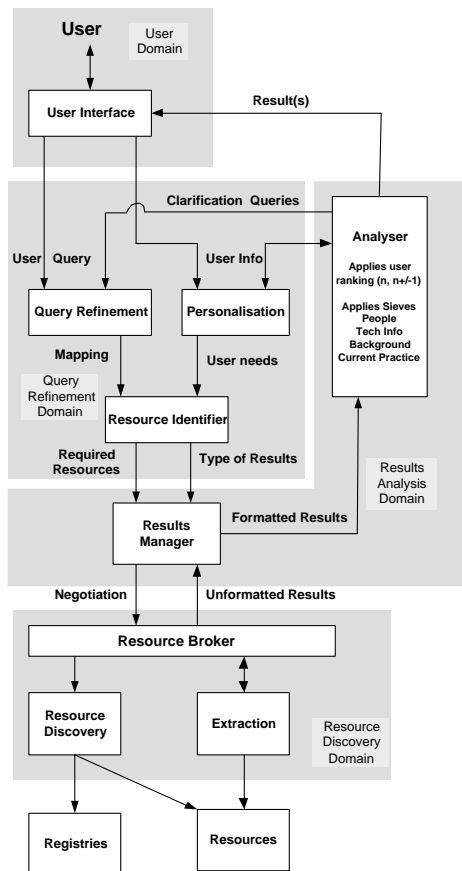 User
User
Domain
User Interface
Result(s)
Clarification Queries
User Query
User Info
Analyser
Applies user
ranking (n, n+/-1)
Applies Sieves
People
Tech Info
Background
Current Practice
Query Refinement
Personalisation
Mapping
User needs
Query
Refinement
Domain
Resource Identifier
Required
Resources
Type of Results
Results
Analysis
Domain
Results
Manager
Formatted Results
Negotiation
Unformatted Results
Resource Broker
Resource
Discovery
Extraction
Resource
Discovery
Domain
Registries
Resources